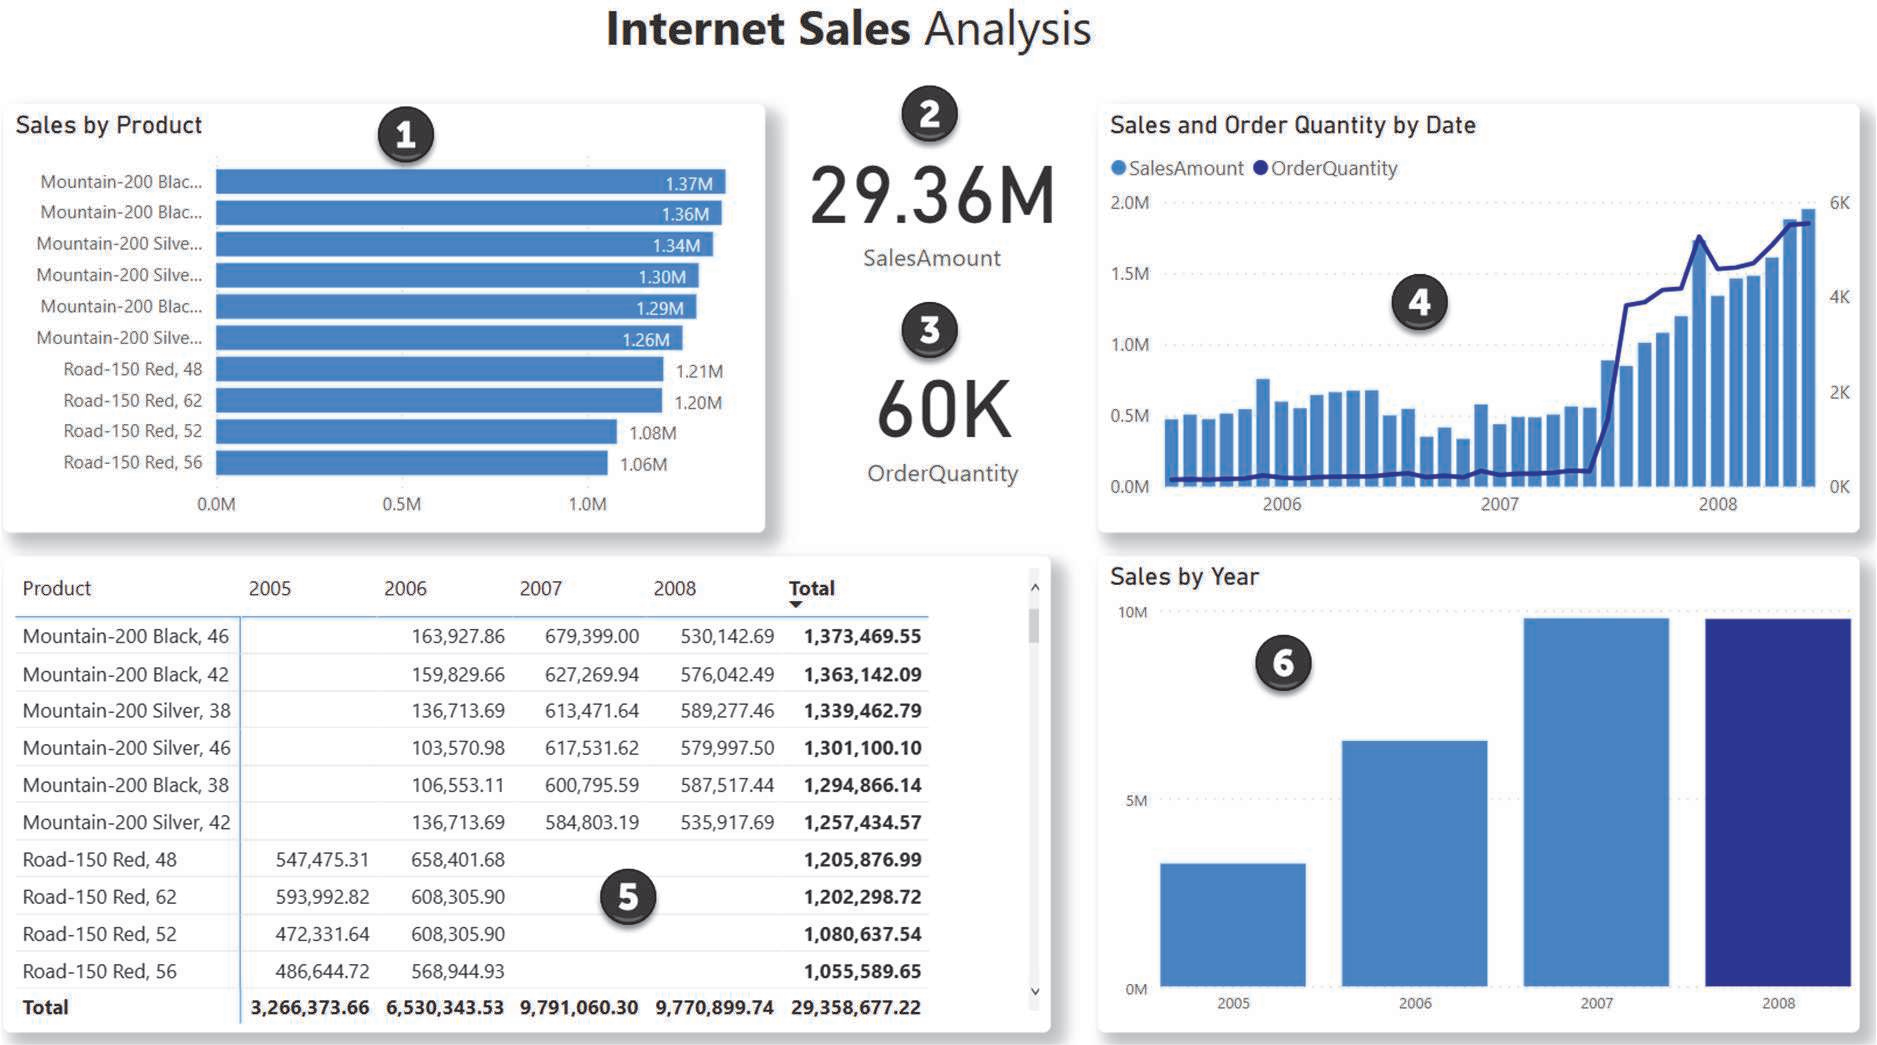 Internet Sales Analysis
Sales by Product
1
Mountain-200 Blac... 1.37M
Mountain-200 Blac... 1.36M
Mountain-200 Silve... 1.34M
Mountain-200 Silve... 1.30M
Mountain-200 Blac... 1.29M
Mountain-200 Silve... 1.26M
Road-150 Red, 48 1.21M
Road-150 Red, 62 1.20M
Road-150 Red, 52 1.08M
Road-150 Red, 56 1.06M
0.0M 0.5M 1.0M
2
29.36M
SalesAmount
3
60K
OrderQuantity
Sales and Order Quantity by Date
SalesAmount OrderQuantity
2.0M 6K
1.5M
4K
4
1.0M
2K
0.5M
0.0M 0K
2006 2007 2008
Product 2005 2006 2007 2008 Total
Mountain-200 Black, 46 163,927.86 679,399.00 530,142.69 1,373,469.55
Mountain-200 Black, 42 159,829.66 627,269.94 576,042.49 1,363,142.09
Mountain-200 Silver, 38 136,713.69 613,471.64 589,277.46 1,339,462.79
Mountain-200 Silver, 46 103,570.98 617,531.62 579,997.50 1,301,100.10
Mountain-200 Black, 38 106,553.11 600,795.59 587,517.44 1,294,866.14
Mountain-200 Silver, 42 136,713.69 584,803.19 535,917.69 1,257,434.57
Road-150 Red, 48 547,475.31 658,401.68 1,205,876.99
Road-150 Red, 62 593,992.82 608,305.90 1,202,298.72
5
Road-150 Red, 52 472,331.64 608,305.90 1,080,637.54
Road-150 Red, 56 486,644.72 568,944.93 1,055,589.65
Total 3,266,373.66 6,530,343.53 9,791,060.30 9,770,899.74 29,358,677.22
Sales by Year
10M
6
5M
0M
2005 2006 2007 2008